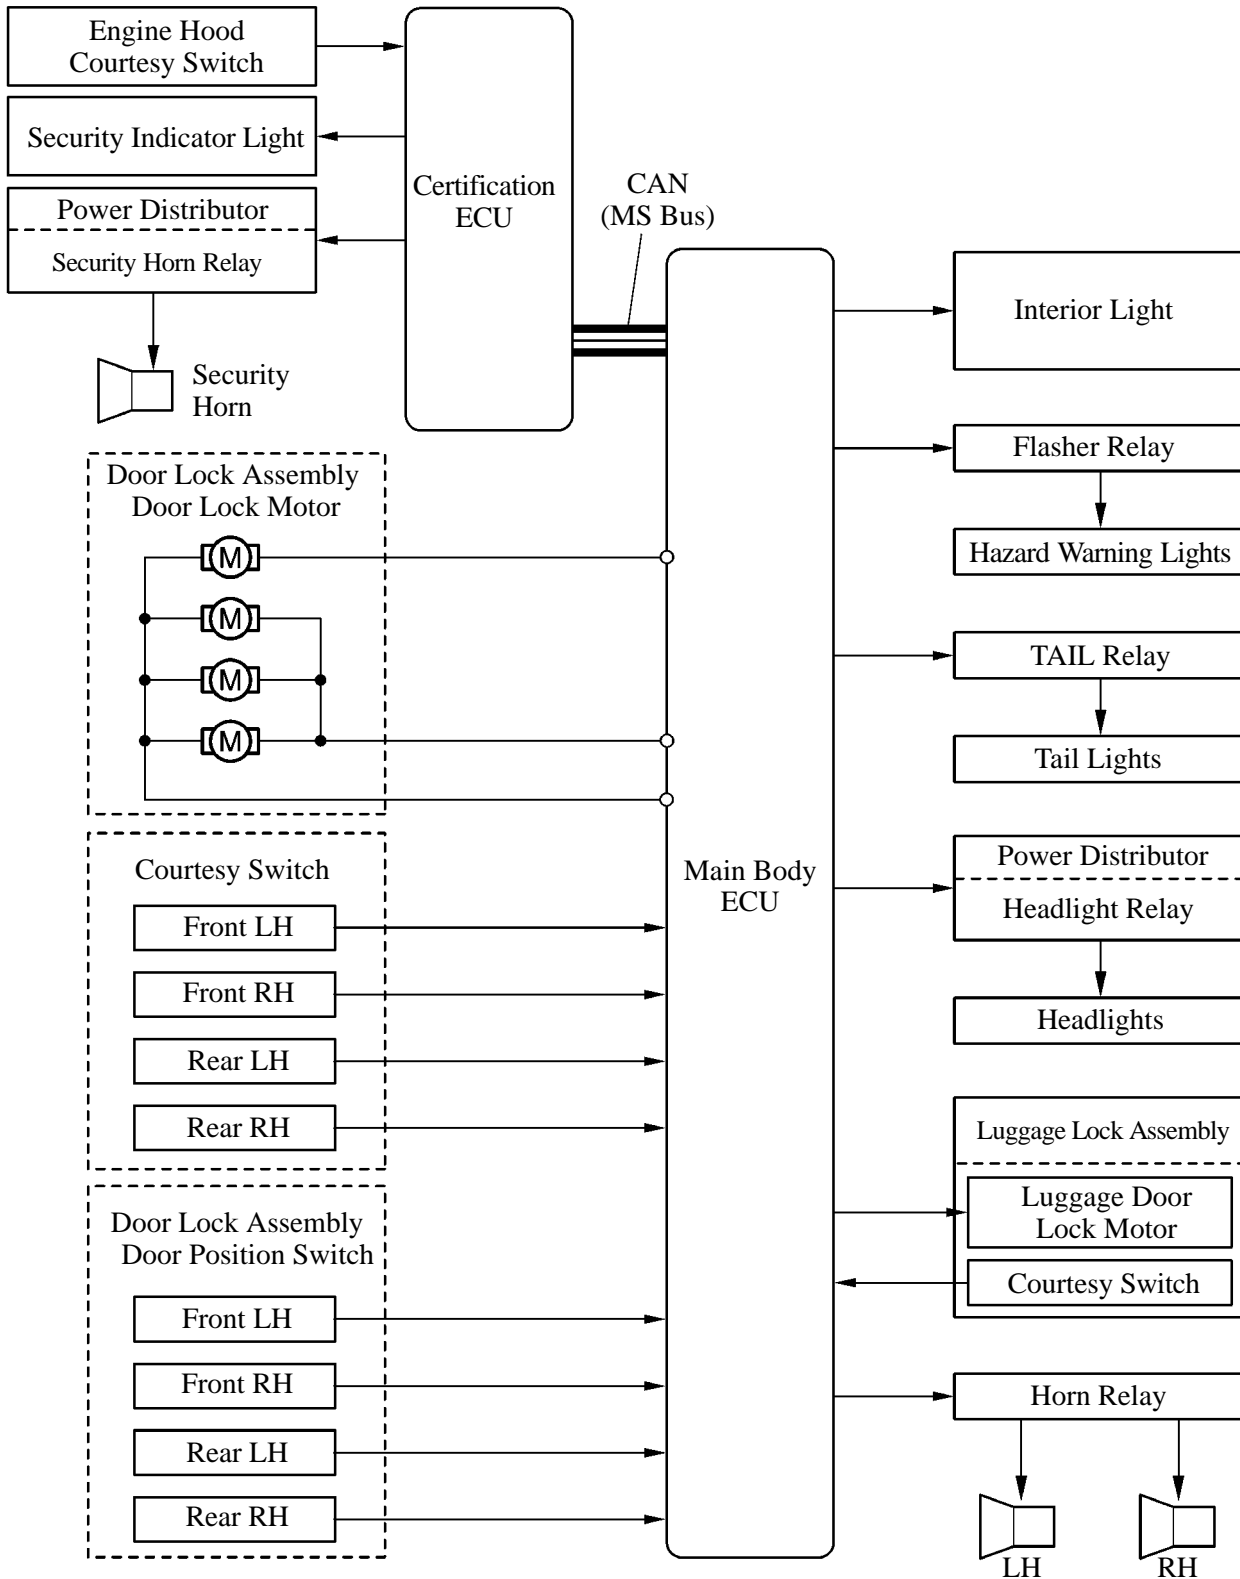 Engine Hood
Courtesy Switch
Security Indicator Light
Power Distributor
Security Horn Relay
Security
Horn
Certification
ECU
CAN
(MS Bus)
Door Lock Assembly
Door Lock Motor
M
M
M
M
Courtesy Switch
Front LH
Front RH
Rear LH
Rear RH
Door Lock Assembly
Door Position Switch
Front LH
Front RH
Rear LH
Rear RH
Main Body
ECU
Interior Light
Flasher Relay
Hazard Warning Lights
TAIL Relay
Tail Lights
Power Distributor
Headlight Relay
Headlights
Luggage Lock Assembly
Luggage Door
Lock Motor
Courtesy Switch
Horn Relay
LH
RH